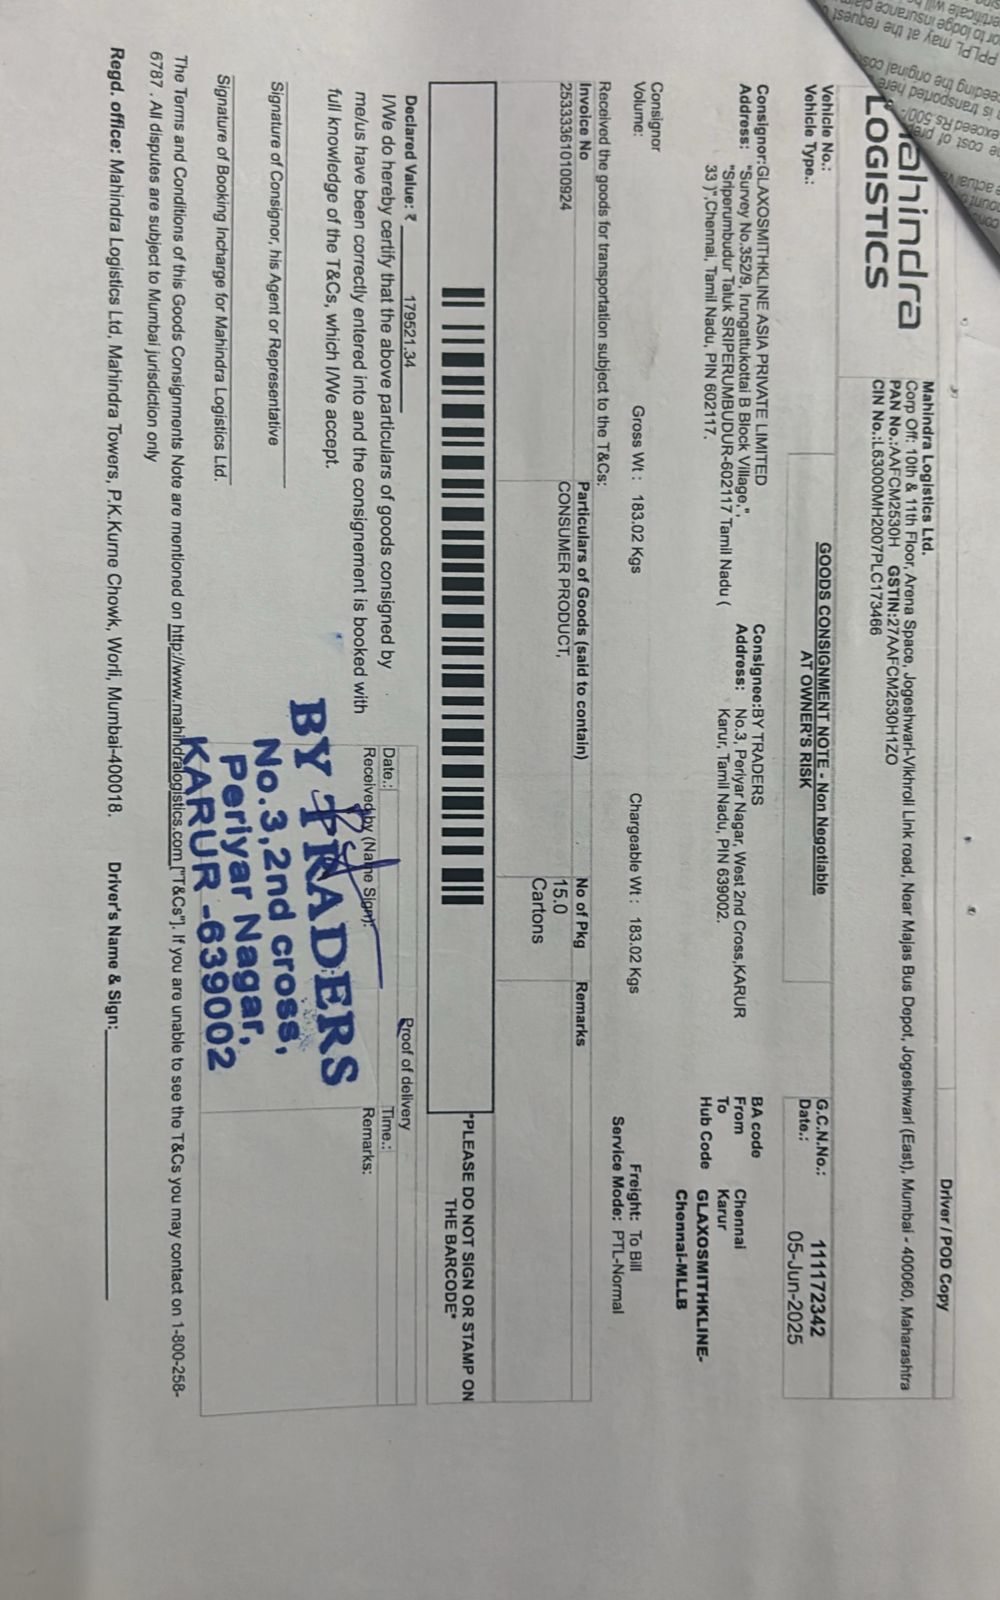 Driver / POD Copy
ahindra
LOGISTICS
Mahindra Logistics Ltd.
Corp Off: 10th & 11th Floor, Arena Space, Jogeshwari-Vikhroli Link road, Near Majas Bus Depot, Jogeshwari (East), Mumbai - 400060, Maharashtra
PAN No.:AAFCM2530H GSTIN:27AAFCM2530H1ZO
CIN No.:L63000MH2007PLC173466
Vehicle No.:
Vehicle Type.:
GOODS CONSIGNMENT NOTE - Non Negotiable
AT OWNER'S RISK
G.C.N.No.: 111172342
Date.: 05-Jun-2025
Consignor:GLAXOSMITHKLINE ASIA PRIVATE LIMITED
Address: "Survey No.352/9, Irungattukottai B Block Village,",
"Sriperumbudur Taluk SRIPERUMBUDUR-602117 Tamil Nadu (
33 )",Chennai, Tamil Nadu, PIN 602117.
Consignee:BY TRADERS
Address: No.3, Periyar Nagar, West 2nd Cross,KARUR
Karur, Tamil Nadu, PIN 639002.
BA code
From Chennai
To Karur
Hub Code GLAXOSMITHKLINE-
Chennai-MLLB
Consignor
Volume:
Gross Wt : 183.02 Kgs
Chargeable Wt : 183.02 Kgs
Freight: To Bill
Service Mode: PTL-Normal
Received the goods for transportation subject to the T&Cs:
Invoice No Particulars of Goods (said to contain) No of Pkg Remarks
253333610100924 CONSUMER PRODUCT, 15.0
Cartons
*PLEASE DO NOT SIGN OR STAMP ON
THE BARCODE*
Declared Value: ₹ 179521.34
I/We do hereby certify that the above particulars of goods consigned by
me/us have been correctly entered into and the consignement is booked with
full knowledge of the T&Cs, which I/We accept.
Proof of delivery
Date.: Time.:
Received by (Name Sign): Remarks:
BY TRADERS
No.3,2nd cross,
Periyar Nagar,
KARUR -639002
Signature of Consignor, his Agent or Representative
Signature of Booking Incharge for Mahindra Logistics Ltd.
The Terms and Conditions of this Goods Consignments Note are mentioned on http://www.mahindralogistics.com ["T&Cs"]. If you are unable to see the T&Cs you may contact on 1-800-258-
6787 . All disputes are subject to Mumbai jurisdiction only
Regd. office: Mahindra Logistics Ltd, Mahindra Towers, P.K.Kurne Chowk, Worli, Mumbai-400018. Driver's Name & Sign: